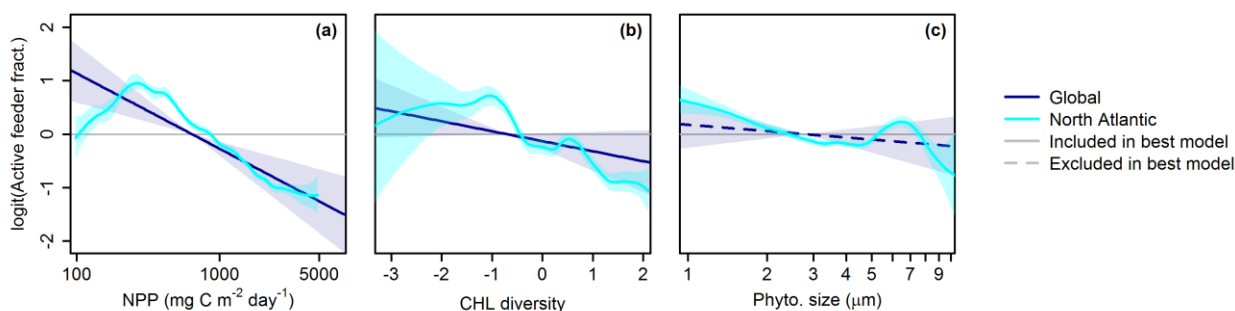 logit(Active feeder fract.)
2
1
0
-1
-2
(a)
100 1000 5000
NPP (mg C m⁻² day⁻¹)
(b)
-3 -2 -1 0 1 2
CHL diversity
(c)
1 2 3 4 5 7 9
Phyto. size (μm)
Global
North Atlantic
Included in best model
Excluded in best model